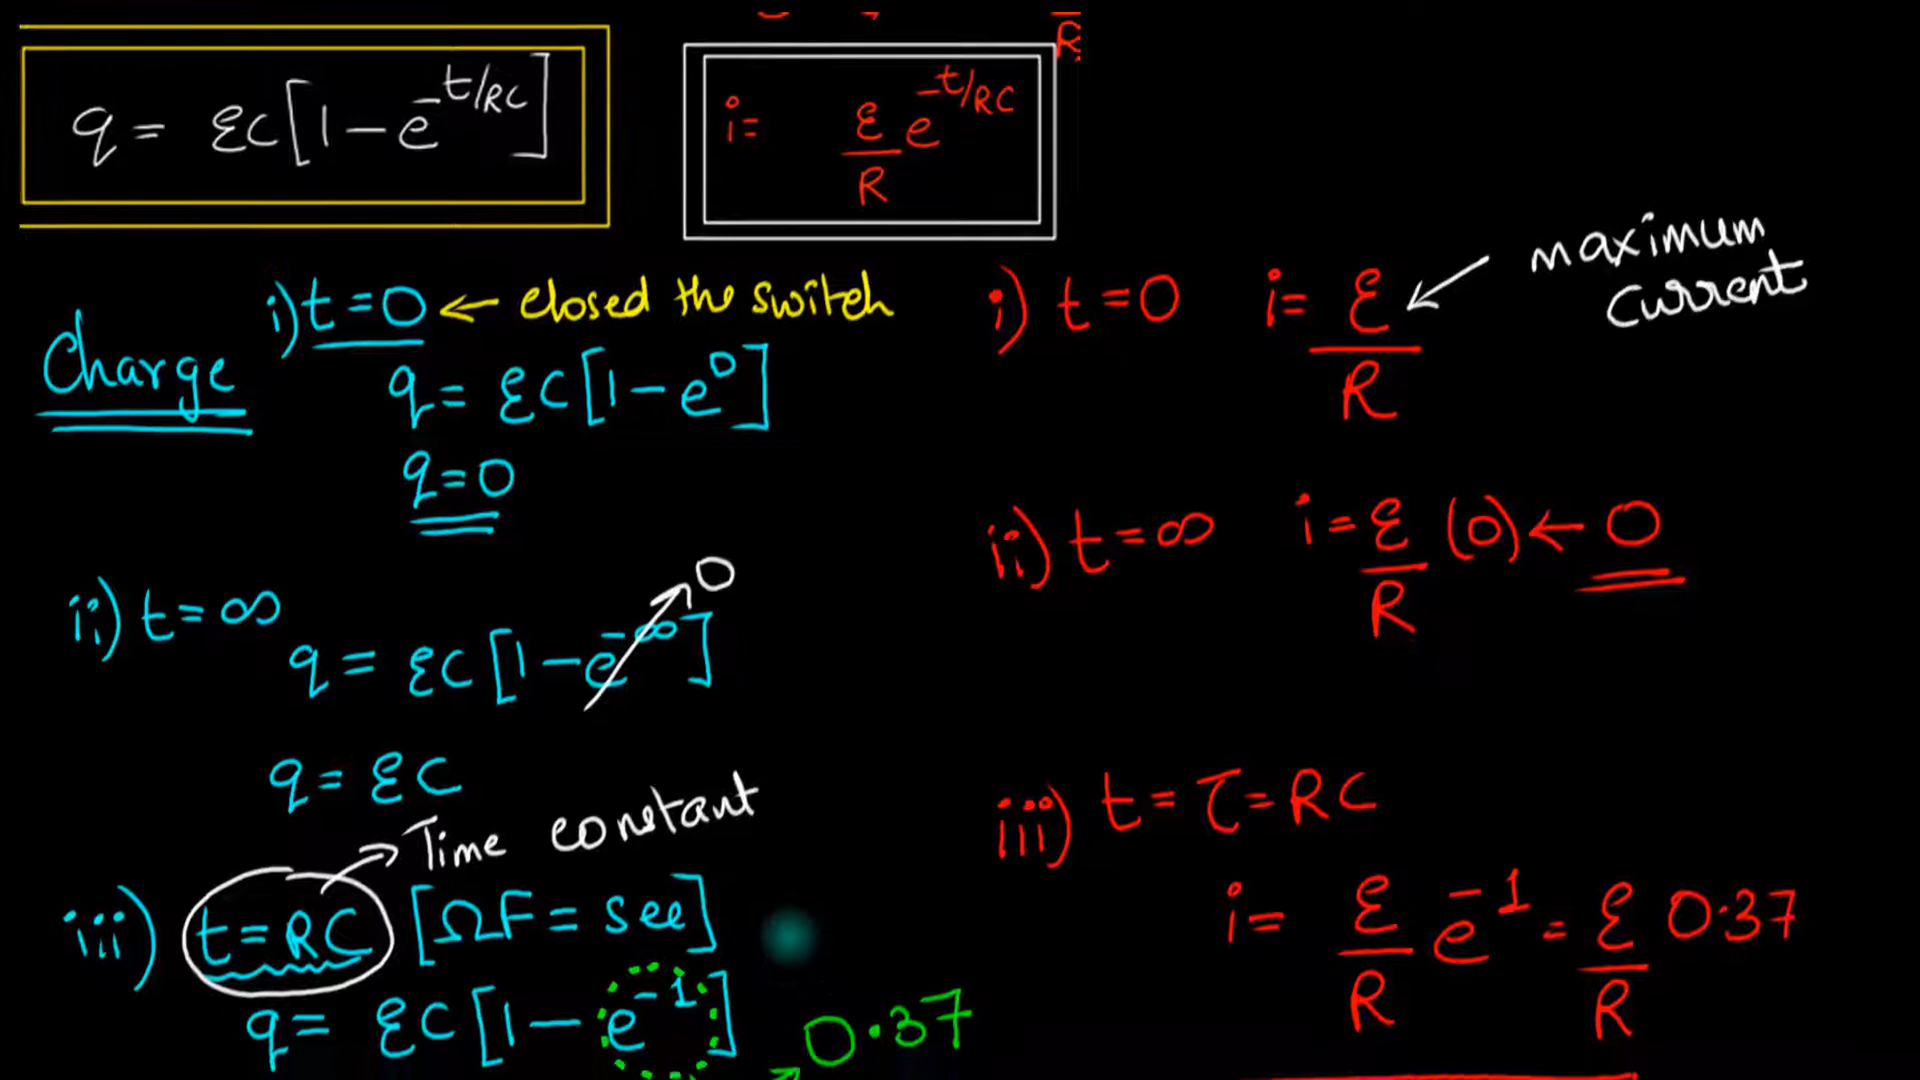 q = εC[1-e^{-t/RC}]
i= ε/R e^{-t/RC}
R
Charge
i) t=0 ← closed the switch
q = εC[1-e^0]
q=0
ii) t=∞
q = εC[1-e^{-∞}] 0
q= εC
Time constant
iii) t=RC [ΩF = sec]
q= εC[1-e^{-1}]
0.37
i) t=0 i= ε/R
maximum
current
ii) t=∞ i= ε/R (0) ← 0
iii) t= τ= RC
i= ε/R e^{-1} = ε/R 0.37